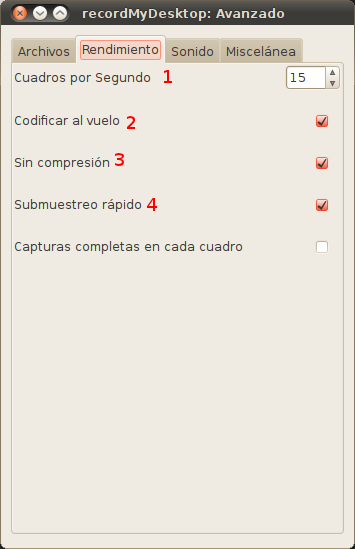 recordMyDesktop: Avanzado
Archivos Rendimiento Sonido Miscelánea
Cuadros por Segundo 1 15
Codificar al vuelo 2
Sin compresión 3
Submuestreo rápido 4
Capturas completas en cada cuadro